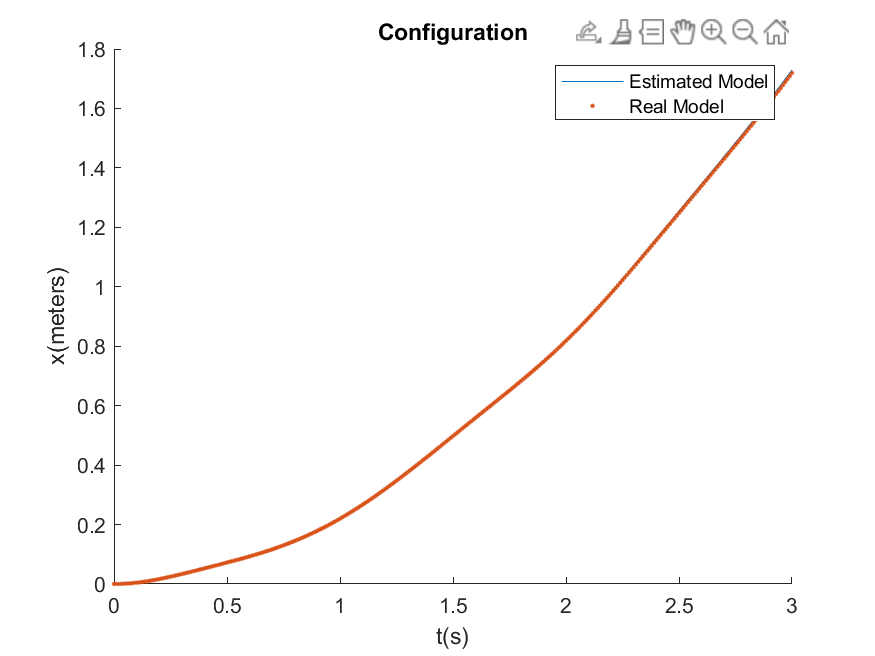 Configuration
Estimated Model
Real Model
1.8
1.6
1.4
1.2
1
0.8
0.6
0.4
0.2
0
x(meters)
0 0.5 1 1.5 2 2.5 3
t(s)